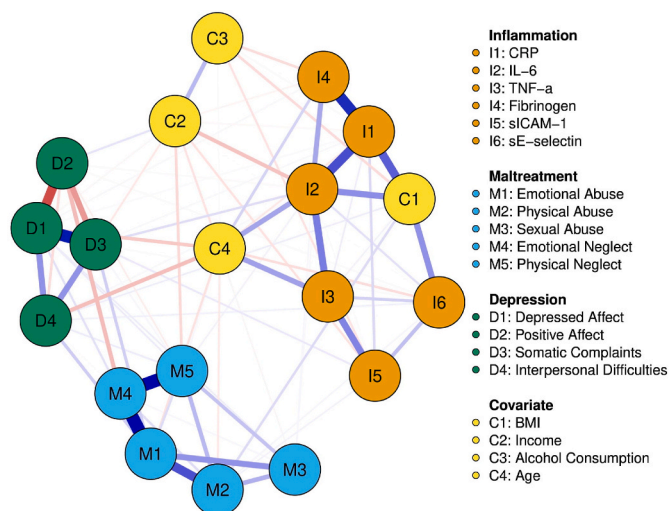 C3
I4
C2
I1
D2
I2
C1
D1
D3
C4
I3
I6
D4
M5
I5
M4
M1
M3
M2
Inflammation
I1: CRP
I2: IL−6
I3: TNF−a
I4: Fibrinogen
I5: sICAM−1
I6: sE−selectin
Maltreatment
M1: Emotional Abuse
M2: Physical Abuse
M3: Sexual Abuse
M4: Emotional Neglect
M5: Physical Neglect
Depression
D1: Depressed Affect
D2: Positive Affect
D3: Somatic Complaints
D4: Interpersonal Difficulties
Covariate
C1: BMI
C2: Income
C3: Alcohol Consumption
C4: Age